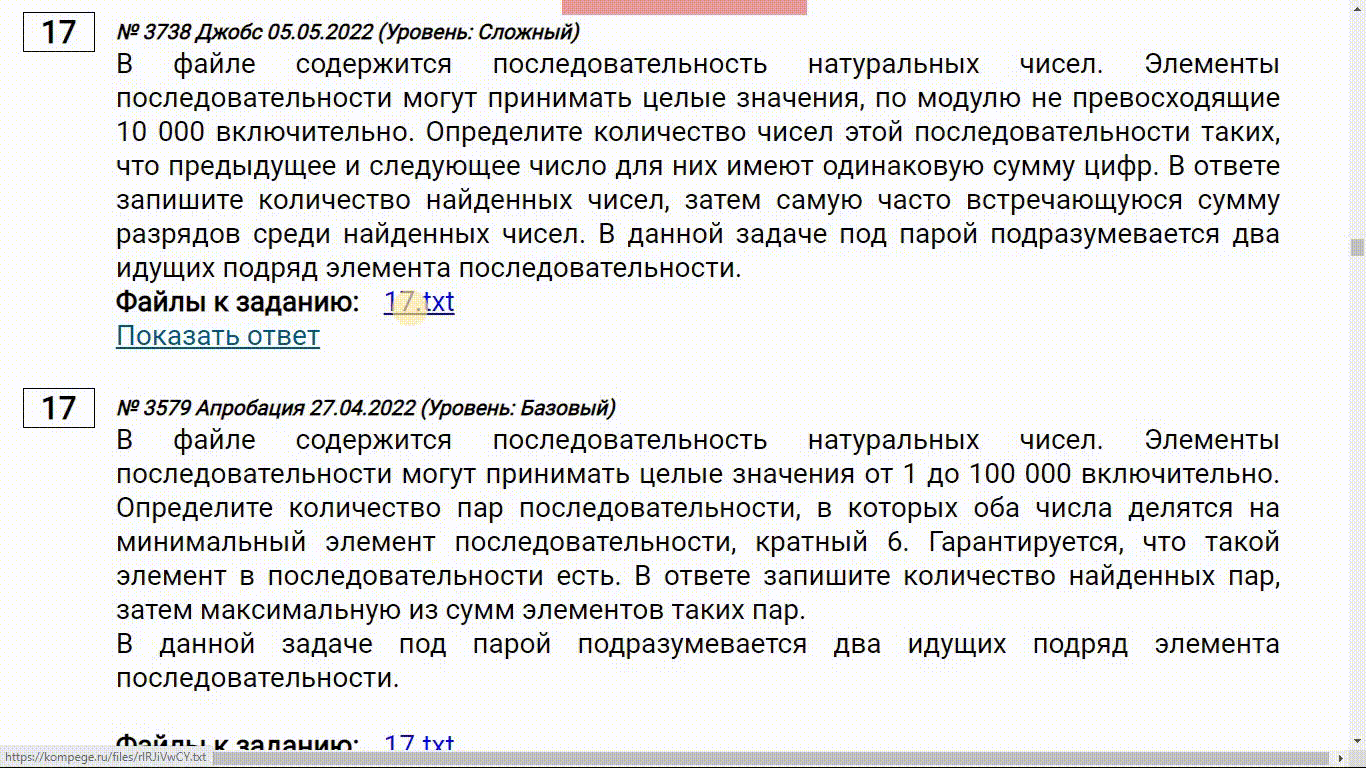 17
№ 3738 Джобс 05.05.2022 (Уровень: Сложный)
В файле содержится последовательность натуральных чисел. Элементы
последовательности могут принимать целые значения, по модулю не превосходящие
10 000 включительно. Определите количество чисел этой последовательности таких,
что предыдущее и следующее число для них имеют одинаковую сумму цифр. В ответе
запишите количество найденных чисел, затем самую часто встречающуюся сумму
разрядов среди найденных чисел. В данной задаче под парой подразумевается два
идущих подряд элемента последовательности.
Файлы к заданию: 17.txt
Показать ответ
17
№ 3579 Апробация 27.04.2022 (Уровень: Базовый)
В файле содержится последовательность натуральных чисел. Элементы
последовательности могут принимать целые значения от 1 до 100 000 включительно.
Определите количество пар последовательности, в которых оба числа делятся на
минимальный элемент последовательности, кратный 6. Гарантируется, что такой
элемент в последовательности есть. В ответе запишите количество найденных пар,
затем максимальную из сумм элементов таких пар.
В данной задаче под парой подразумевается два идущих подряд элемента
последовательности.
Файлы к заданию: 17.txt
https://kompege.ru/files/rlRJiVwCY.txt